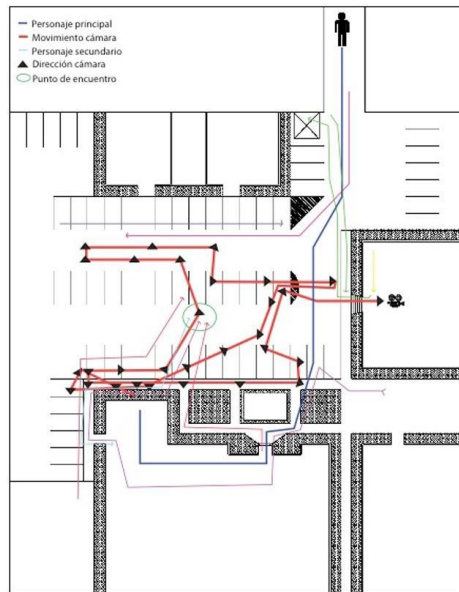 Personaje principal
Movimiento cámara
Personaje secundario
Dirección cámara
Punto de encuentro